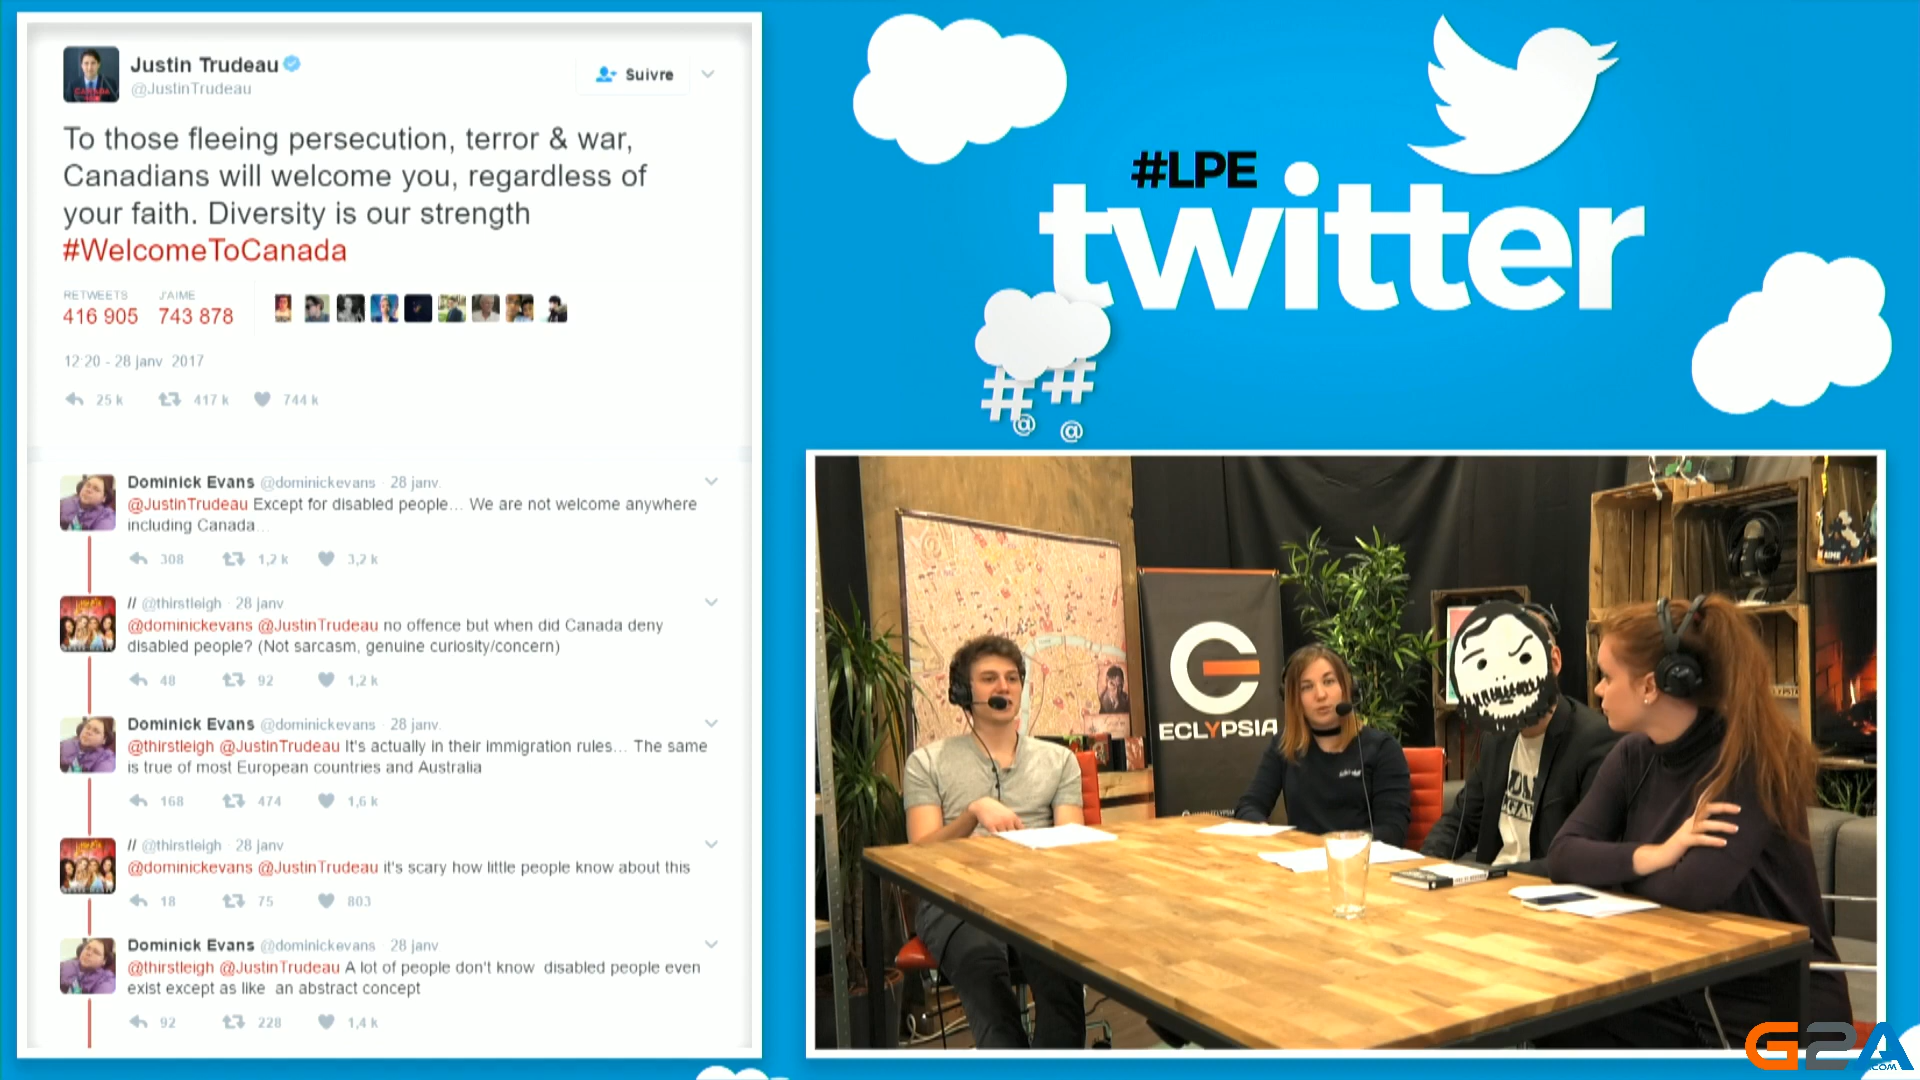 Justin Trudeau
@JustinTrudeau
Suivre
To those fleeing persecution, terror & war,
Canadians will welcome you, regardless of
your faith. Diversity is our strength
#WelcomeToCanada
RETWEETS J'AIME
416 905 743 878
12:20 - 28 janv 2017
25 k 417 k 744 k
Dominick Evans @dominickevans · 28 janv.
@JustinTrudeau Except for disabled people... We are not welcome anywhere
including Canada...
308 1,2 k 3,2 k
// @thirstleigh · 28 janv
@dominickevans @JustinTrudeau no offence but when did Canada deny
disabled people? (Not sarcasm, genuine curiosity/concern)
48 92 1,2 k
Dominick Evans @dominickevans · 28 janv.
@thirstleigh @JustinTrudeau It's actually in their immigration rules... The same
is true of most European countries and Australia
168 474 1,6 k
// @thirstleigh · 28 janv
@dominickevans @JustinTrudeau it's scary how little people know about this
18 75 803
Dominick Evans @dominickevans · 28 janv
@thirstleigh @JustinTrudeau A lot of people don't know disabled people even
exist except as like an abstract concept
92 228 1,4 k
#LPE
twitter
# #
@ @
ECLYPSIA
G2A
.COM